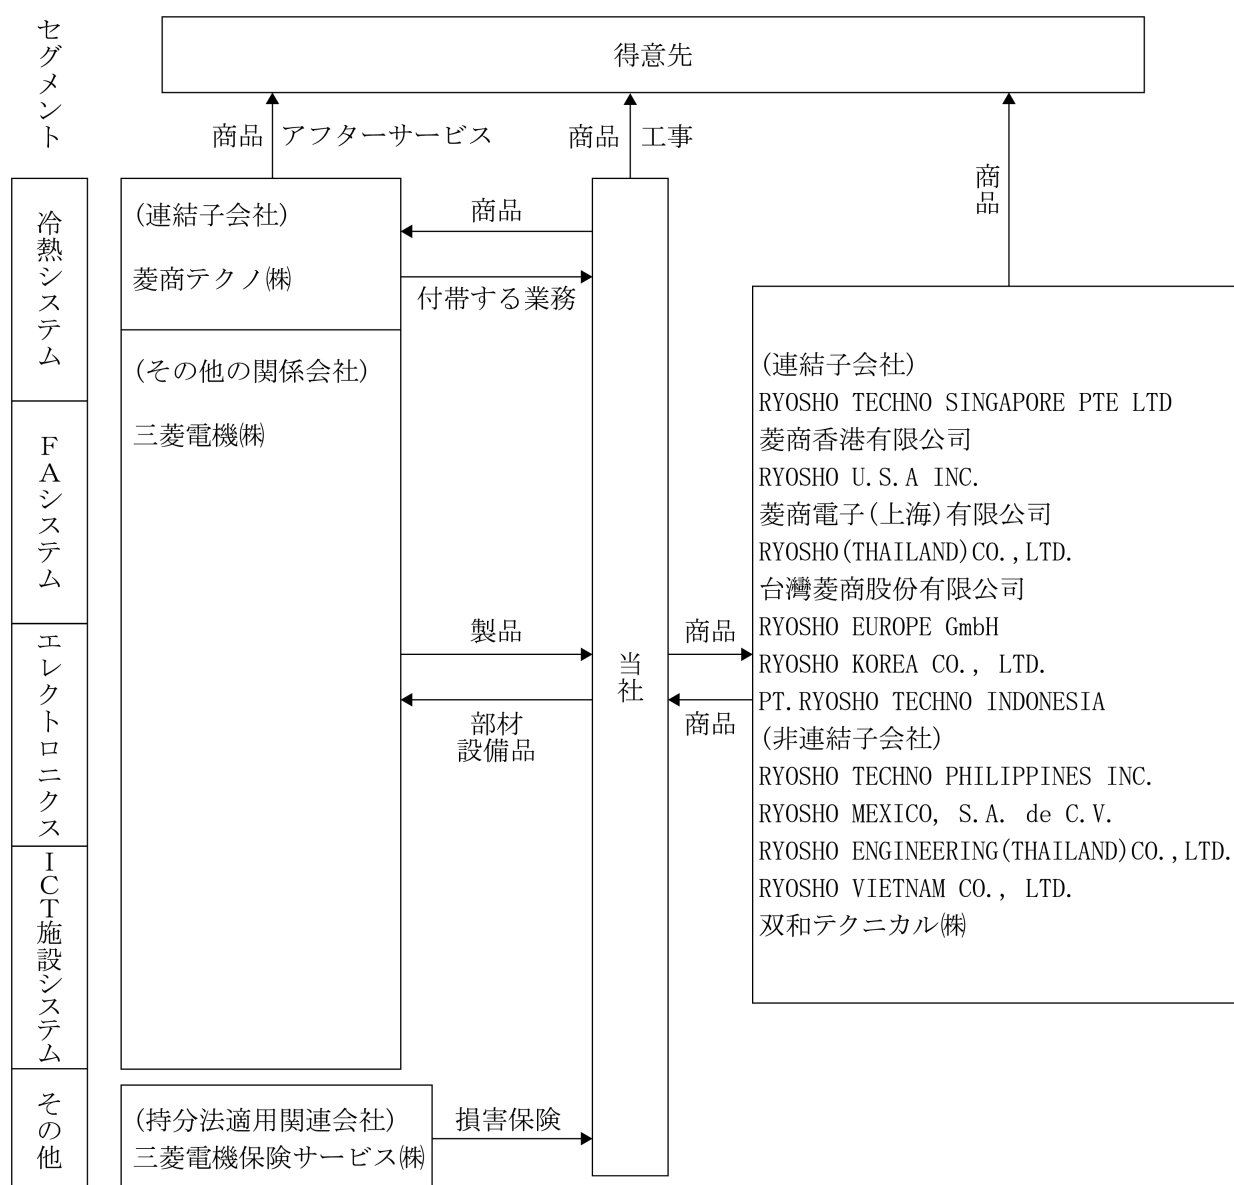 セグメント
得意先
商品 アフターサービス
商品 工事
商品
冷熱システム
FAシステム
エレクトロニクス
ICT施設システム
その他
(連結子会社)
菱商テクノ㈱
商品
付帯する業務
(その他の関係会社)
三菱電機㈱
製品
部材
設備品
当社
商品
商品
(連結子会社)
RYOSHO TECHNO SINGAPORE PTE LTD
菱商香港有限公司
RYOSHO U.S.A INC.
菱商電子(上海)有限公司
RYOSHO(THAILAND)CO.,LTD.
台灣菱商股份有限公司
RYOSHO EUROPE GmbH
RYOSHO KOREA CO., LTD.
PT.RYOSHO TECHNO INDONESIA
(非連結子会社)
RYOSHO TECHNO PHILIPPINES INC.
RYOSHO MEXICO, S.A. de C.V.
RYOSHO ENGINEERING(THAILAND)CO.,LTD.
RYOSHO VIETNAM CO., LTD.
双和テクニカル㈱
(持分法適用関連会社)
三菱電機保険サービス㈱
損害保険